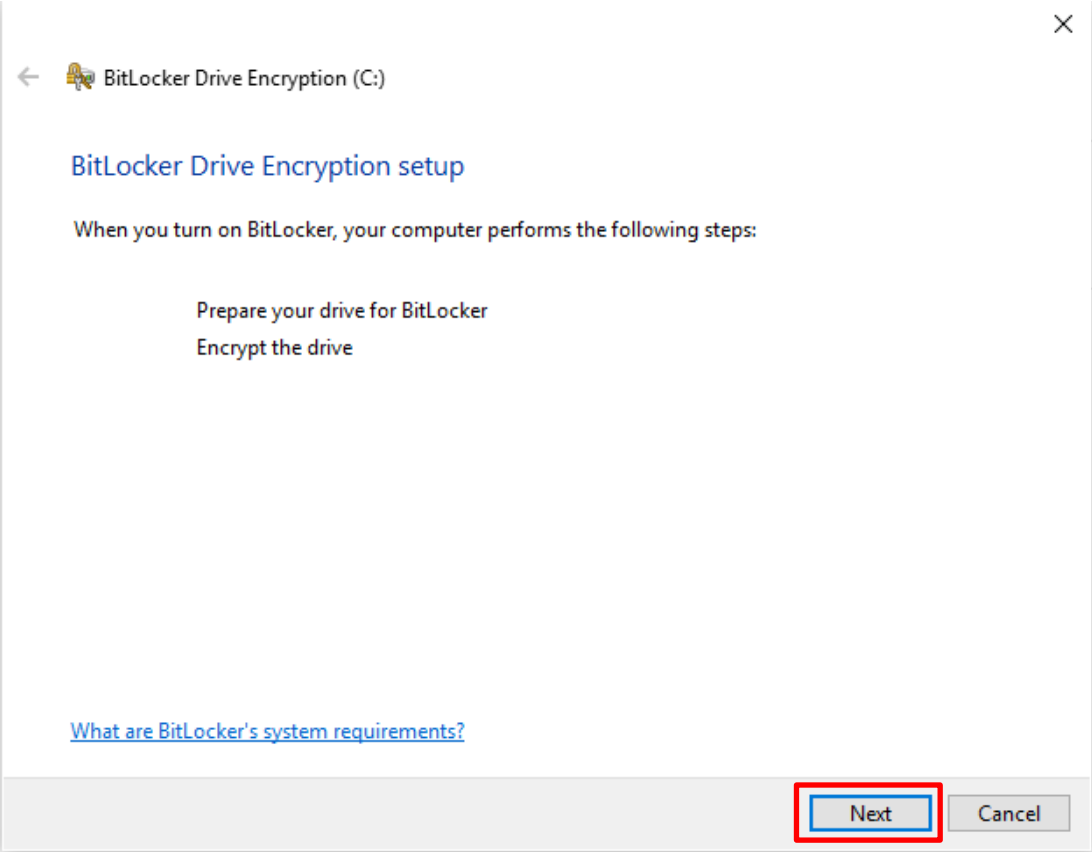 BitLocker Drive Encryption (C:)
BitLocker Drive Encryption setup
When you turn on BitLocker, your computer performs the following steps:
Prepare your drive for BitLocker
Encrypt the drive
What are BitLocker's system requirements?
Next
Cancel